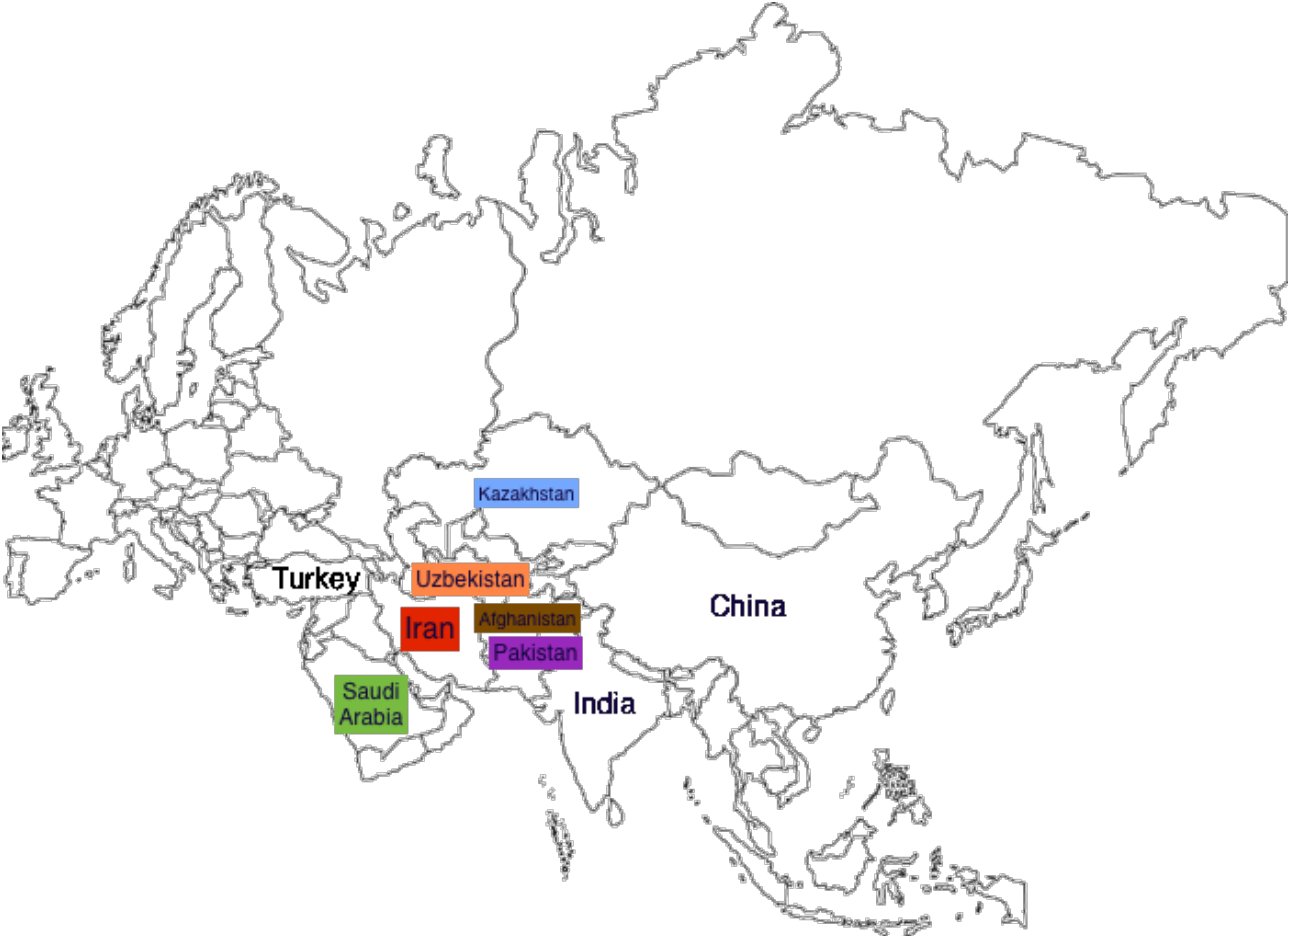 Kazakhstan
Turkey
Uzbekistan
China
Afghanistan
Iran
Pakistan
Saudi
Arabia
India